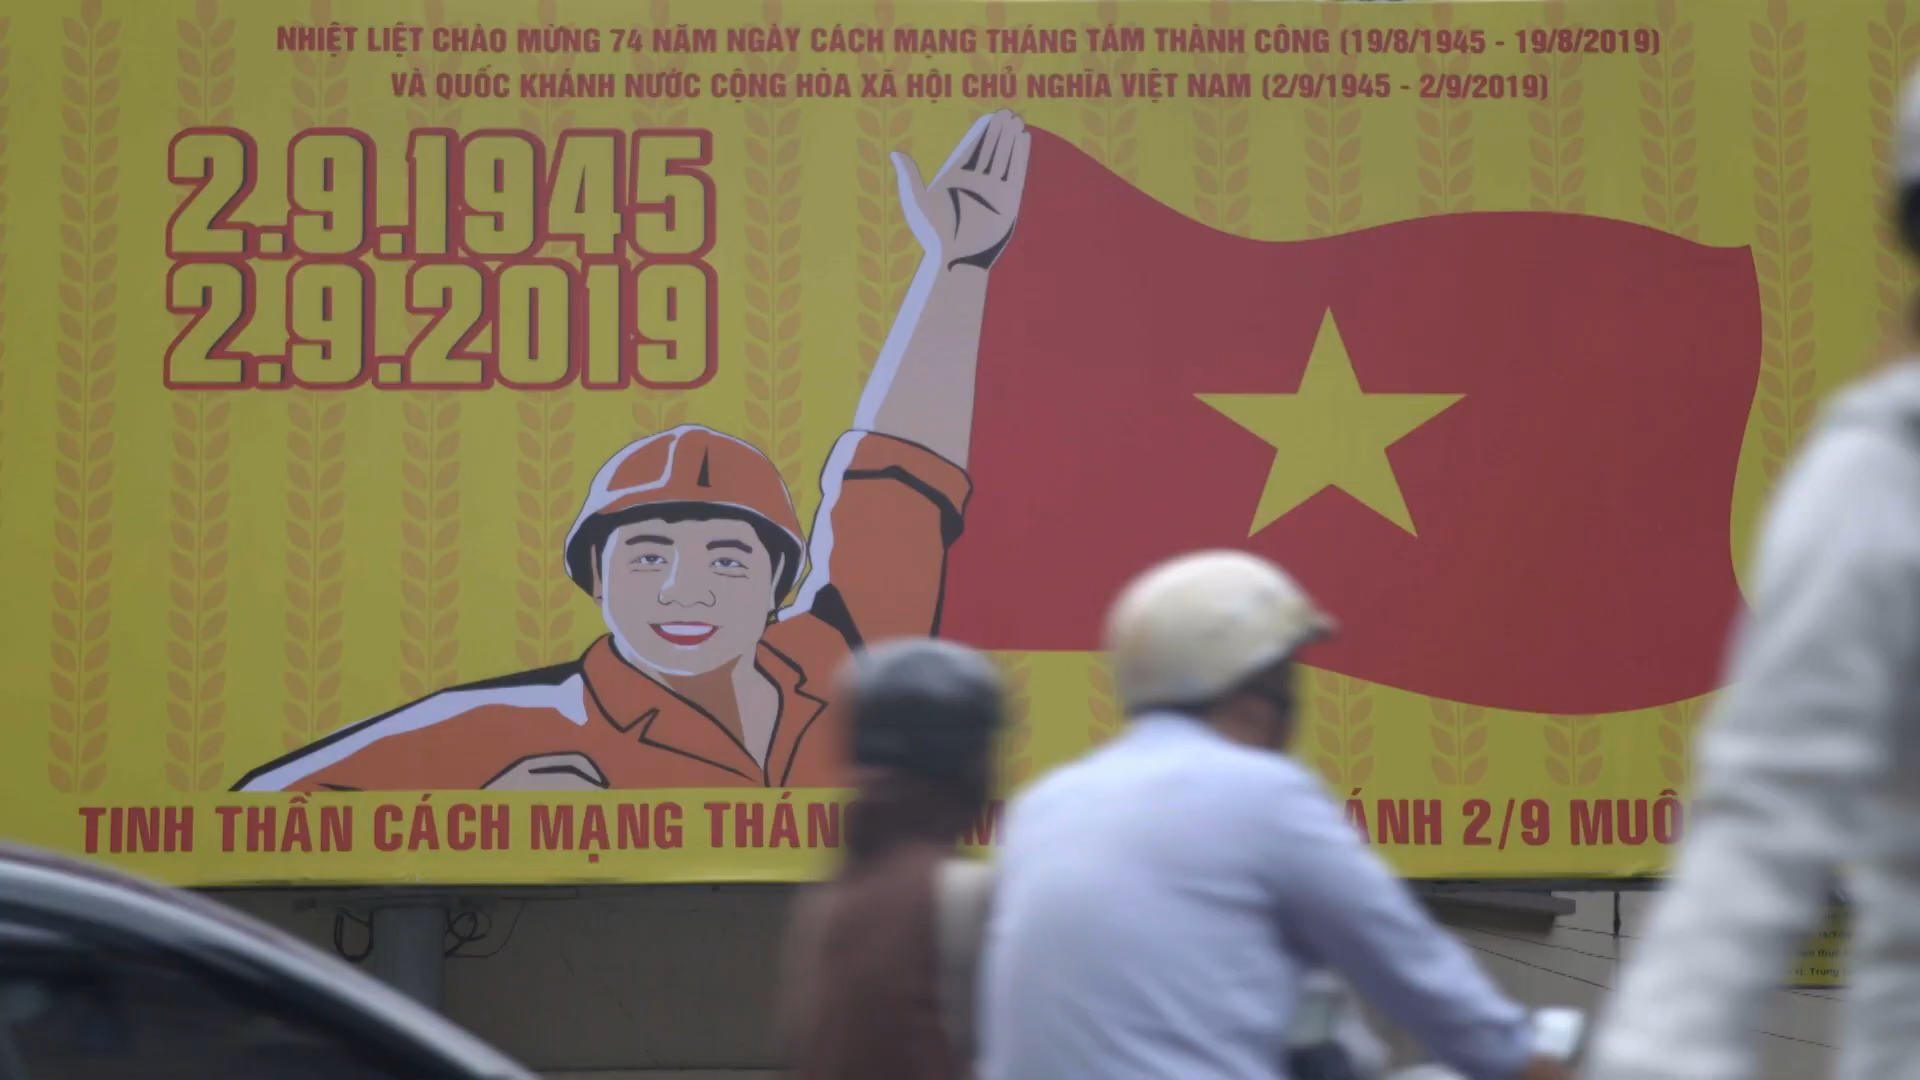 NHIỆT LIỆT CHÀO MỪNG 74 NĂM NGÀY CÁCH MẠNG THÁNG TÁM THÀNH CÔNG (19/8/1945 - 19/8/2019)
VÀ QUỐC KHÁNH NƯỚC CỘNG HÒA XÃ HỘI CHỦ NGHĨA VIỆT NAM (2/9/1945 - 2/9/2019)
2.9.1945
2.9.2019
TINH THẦN CÁCH MẠNG THÁNG ÁNH 2/9 MUÔ